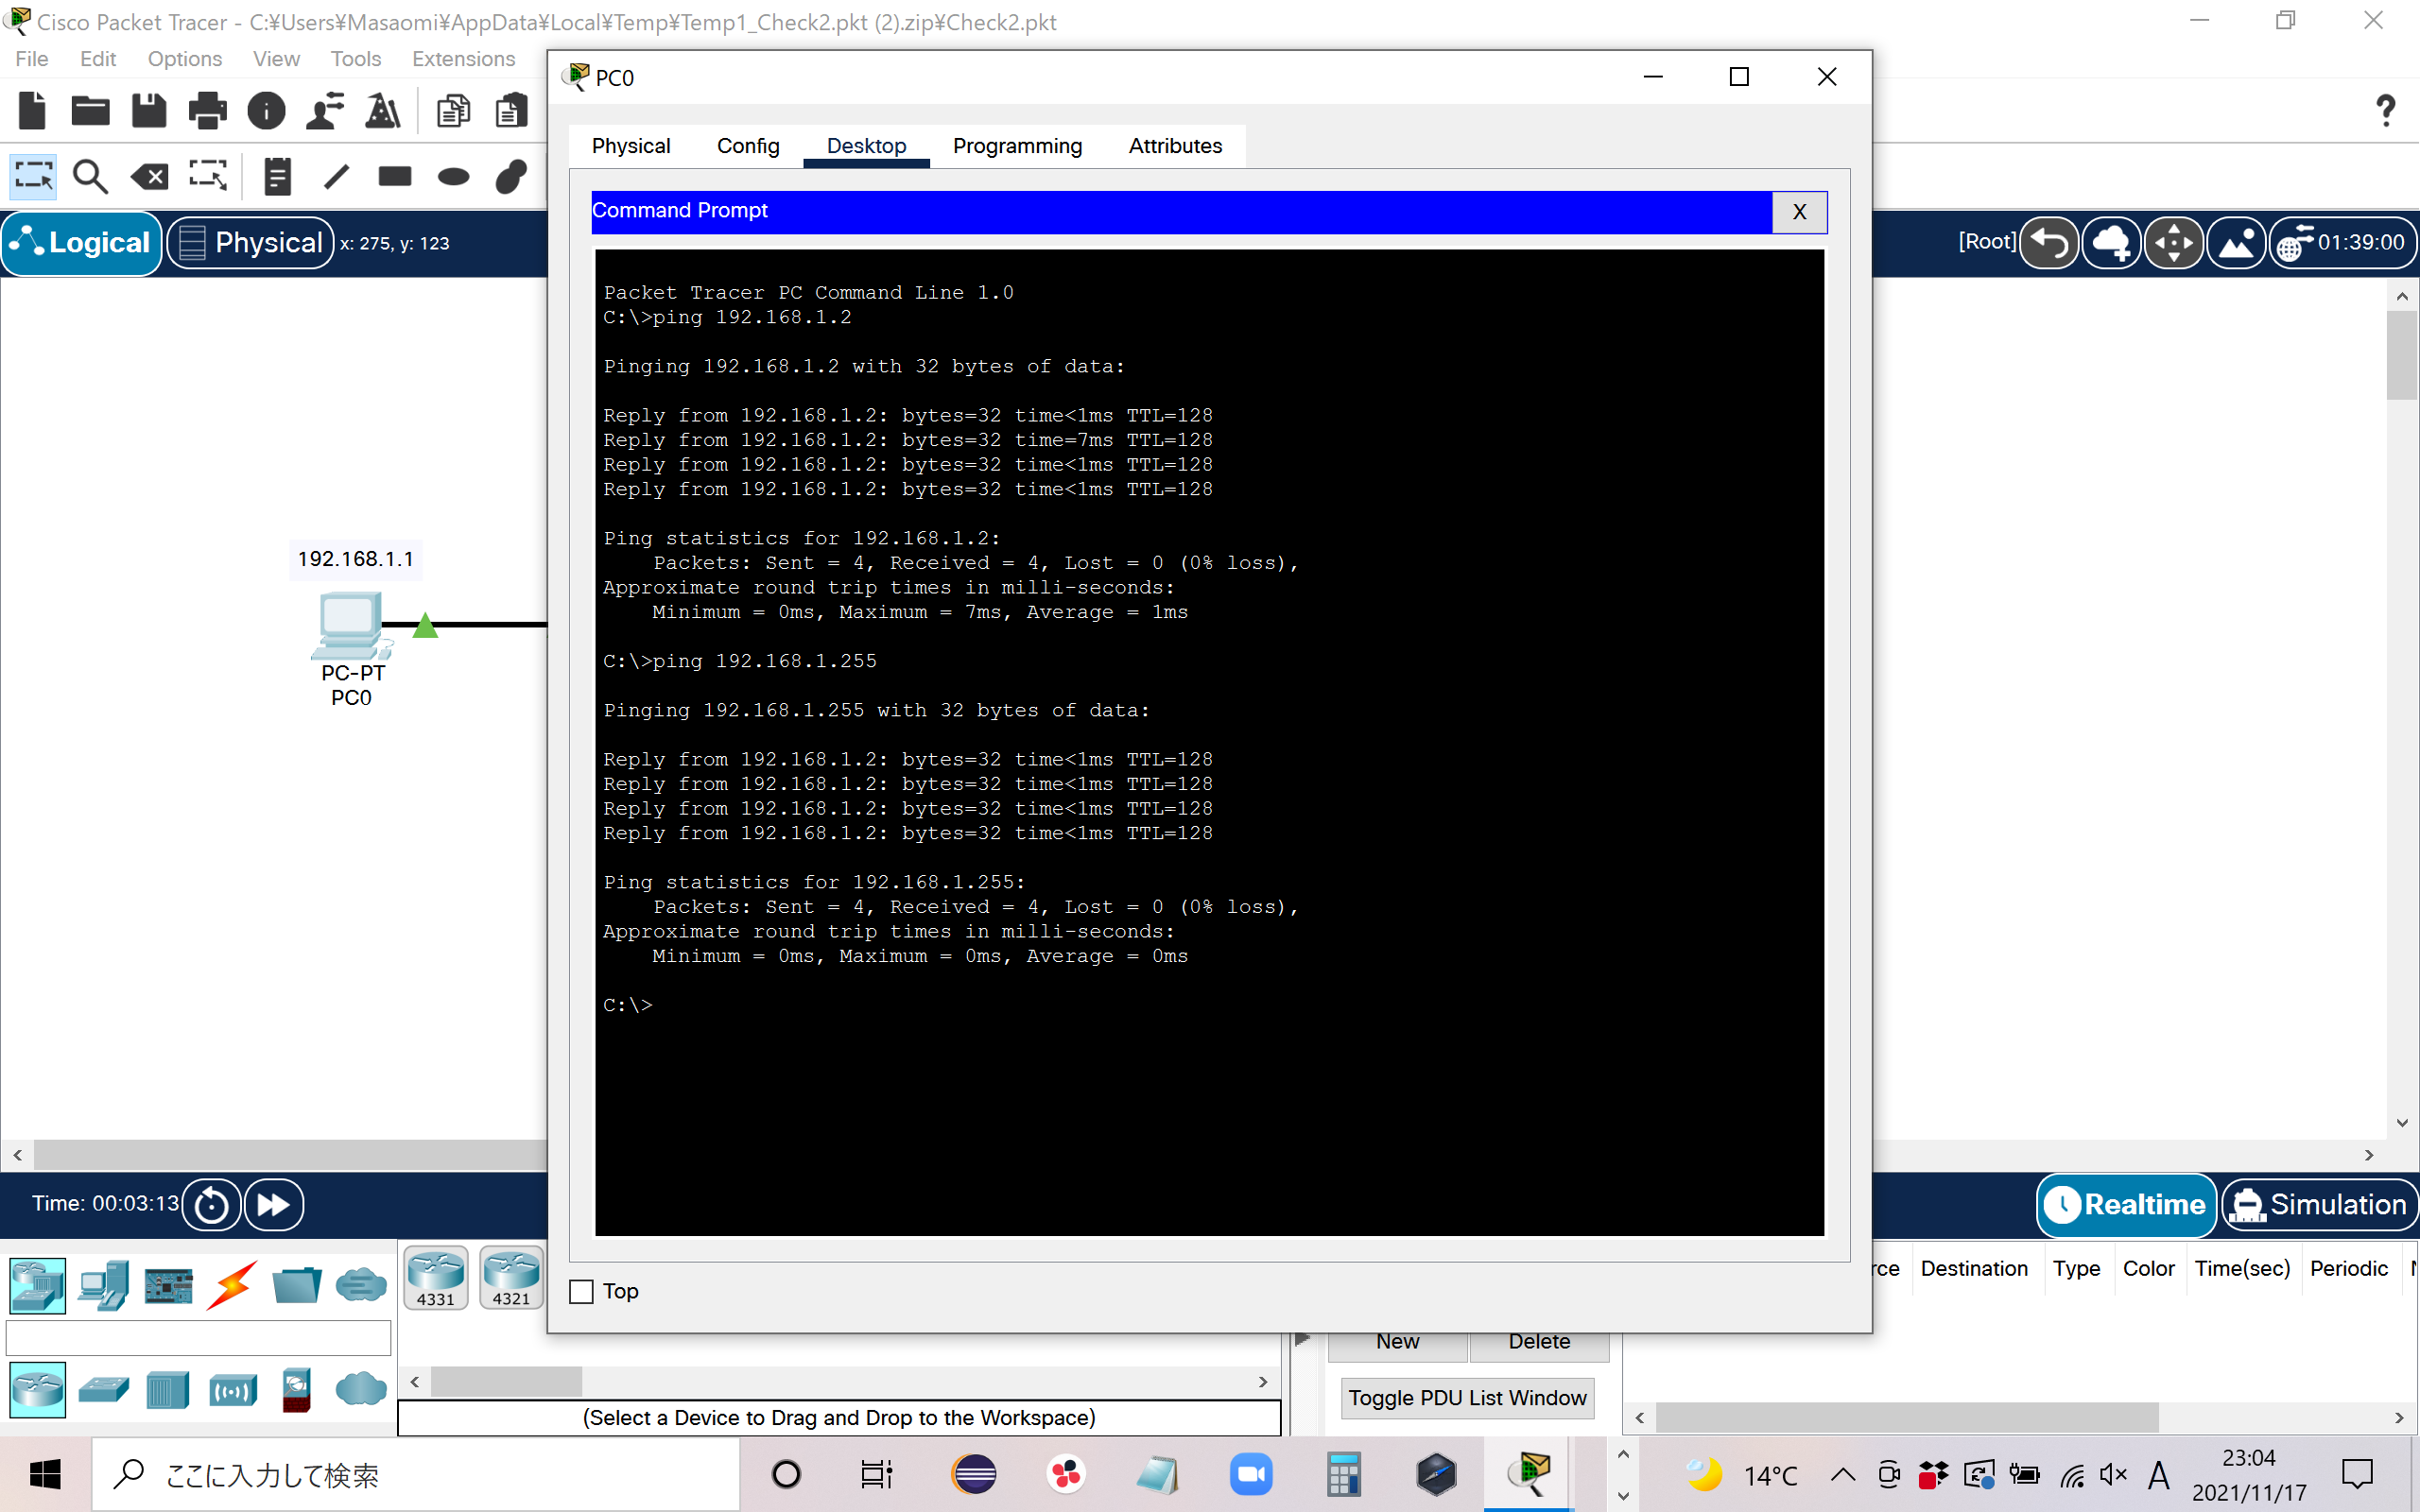 Cisco Packet Tracer - C:¥Users¥Masaomi¥AppData¥Local¥Temp¥Temp1_Check2.pkt (2).zip¥Check2.pkt
File Edit Options View Tools Extensions
PC0
Physical Config Desktop Programming Attributes
Command Prompt X
Logical Physical x: 275, y: 123
[Root] 01:39:00
Packet Tracer PC Command Line 1.0
C:\>ping 192.168.1.2
Pinging 192.168.1.2 with 32 bytes of data:
Reply from 192.168.1.2: bytes=32 time<1ms TTL=128
Reply from 192.168.1.2: bytes=32 time=7ms TTL=128
Reply from 192.168.1.2: bytes=32 time<1ms TTL=128
Reply from 192.168.1.2: bytes=32 time<1ms TTL=128
Ping statistics for 192.168.1.2:
Packets: Sent = 4, Received = 4, Lost = 0 (0% loss),
Approximate round trip times in milli-seconds:
Minimum = 0ms, Maximum = 7ms, Average = 1ms
C:\>ping 192.168.1.255
Pinging 192.168.1.255 with 32 bytes of data:
Reply from 192.168.1.2: bytes=32 time<1ms TTL=128
Reply from 192.168.1.2: bytes=32 time<1ms TTL=128
Reply from 192.168.1.2: bytes=32 time<1ms TTL=128
Reply from 192.168.1.2: bytes=32 time<1ms TTL=128
Ping statistics for 192.168.1.255:
Packets: Sent = 4, Received = 4, Lost = 0 (0% loss),
Approximate round trip times in milli-seconds:
Minimum = 0ms, Maximum = 0ms, Average = 0ms
C:\>
192.168.1.1
PC-PT
PC0
Time: 00:03:13
Realtime Simulation
4331 4321
Top
rce Destination Type Color Time(sec) Periodic
New Delete
Toggle PDU List Window
(Select a Device to Drag and Drop to the Workspace)
ここに入力して検索
14°C
A
23:04
2021/11/17